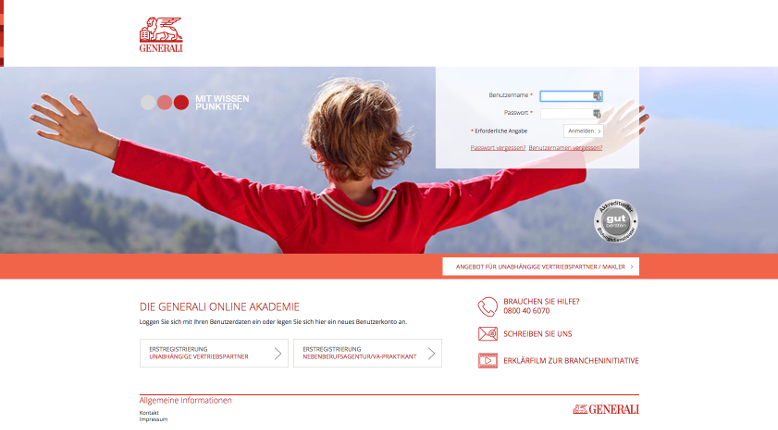 GENERALI
MIT WISSEN
PUNKTEN.
Benutzername *
Passwort *
* Erforderliche Angabe
Anmelden
Passwort vergessen? Benutzernamen vergessen?
gut
beraten
ANGEBOT FÜR UNABHÄNGIGE VERTRIEBSPARTNER / MAKLER
DIE GENERALI ONLINE AKADEMIE
Loggen Sie sich mit Ihren Benutzerdaten ein oder legen Sie sich hier ein neues Benutzerkonto an.
ERSTREGISTRIERUNG
UNABHÄNGIGE VERTRIEBSPARTNER
ERSTREGISTRIERUNG
NEBENBERUFSAGENTUR/VA-PRAKTIKANT
BRAUCHEN SIE HILFE?
0800 40 6070
SCHREIBEN SIE UNS
ERKLÄRFILM ZUR BRANCHENINITIATIVE
Allgemeine Informationen
Kontakt
Impressum
GENERALI